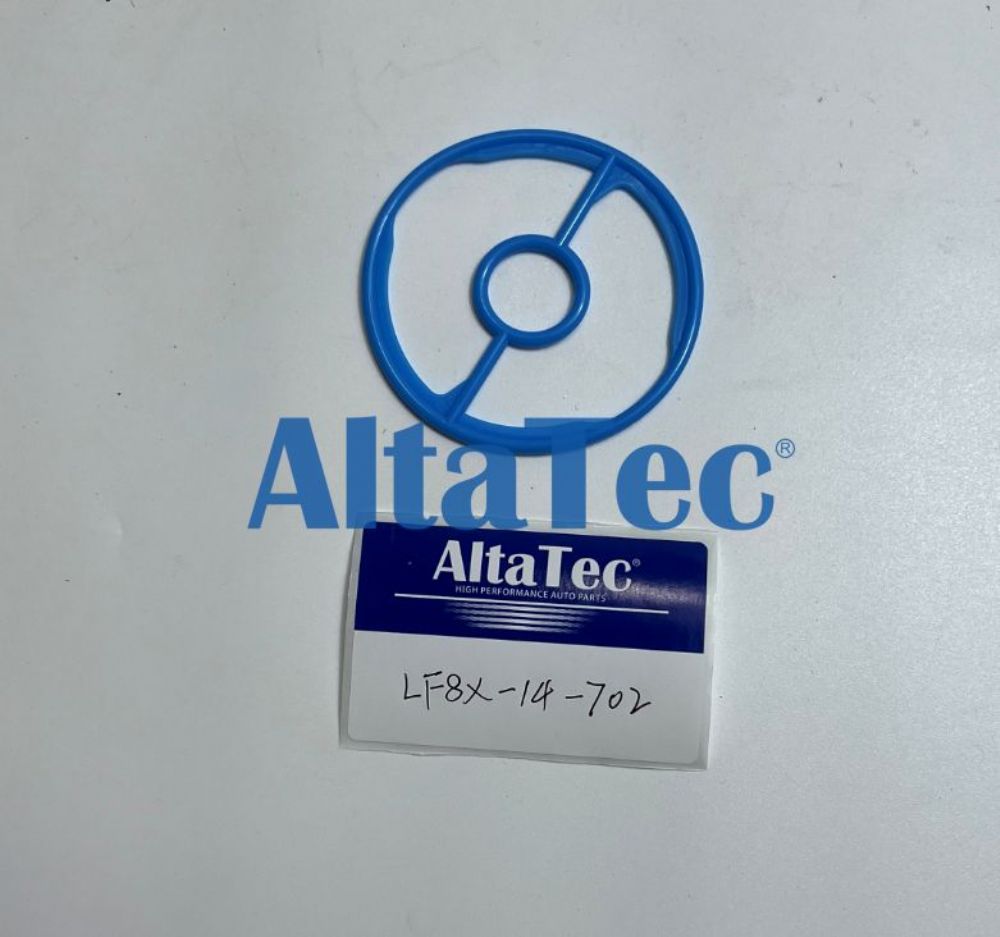 AltaTec®
AltaTec®
HIGH PERFORMANCE AUTO PARTS
LF8X-14-702